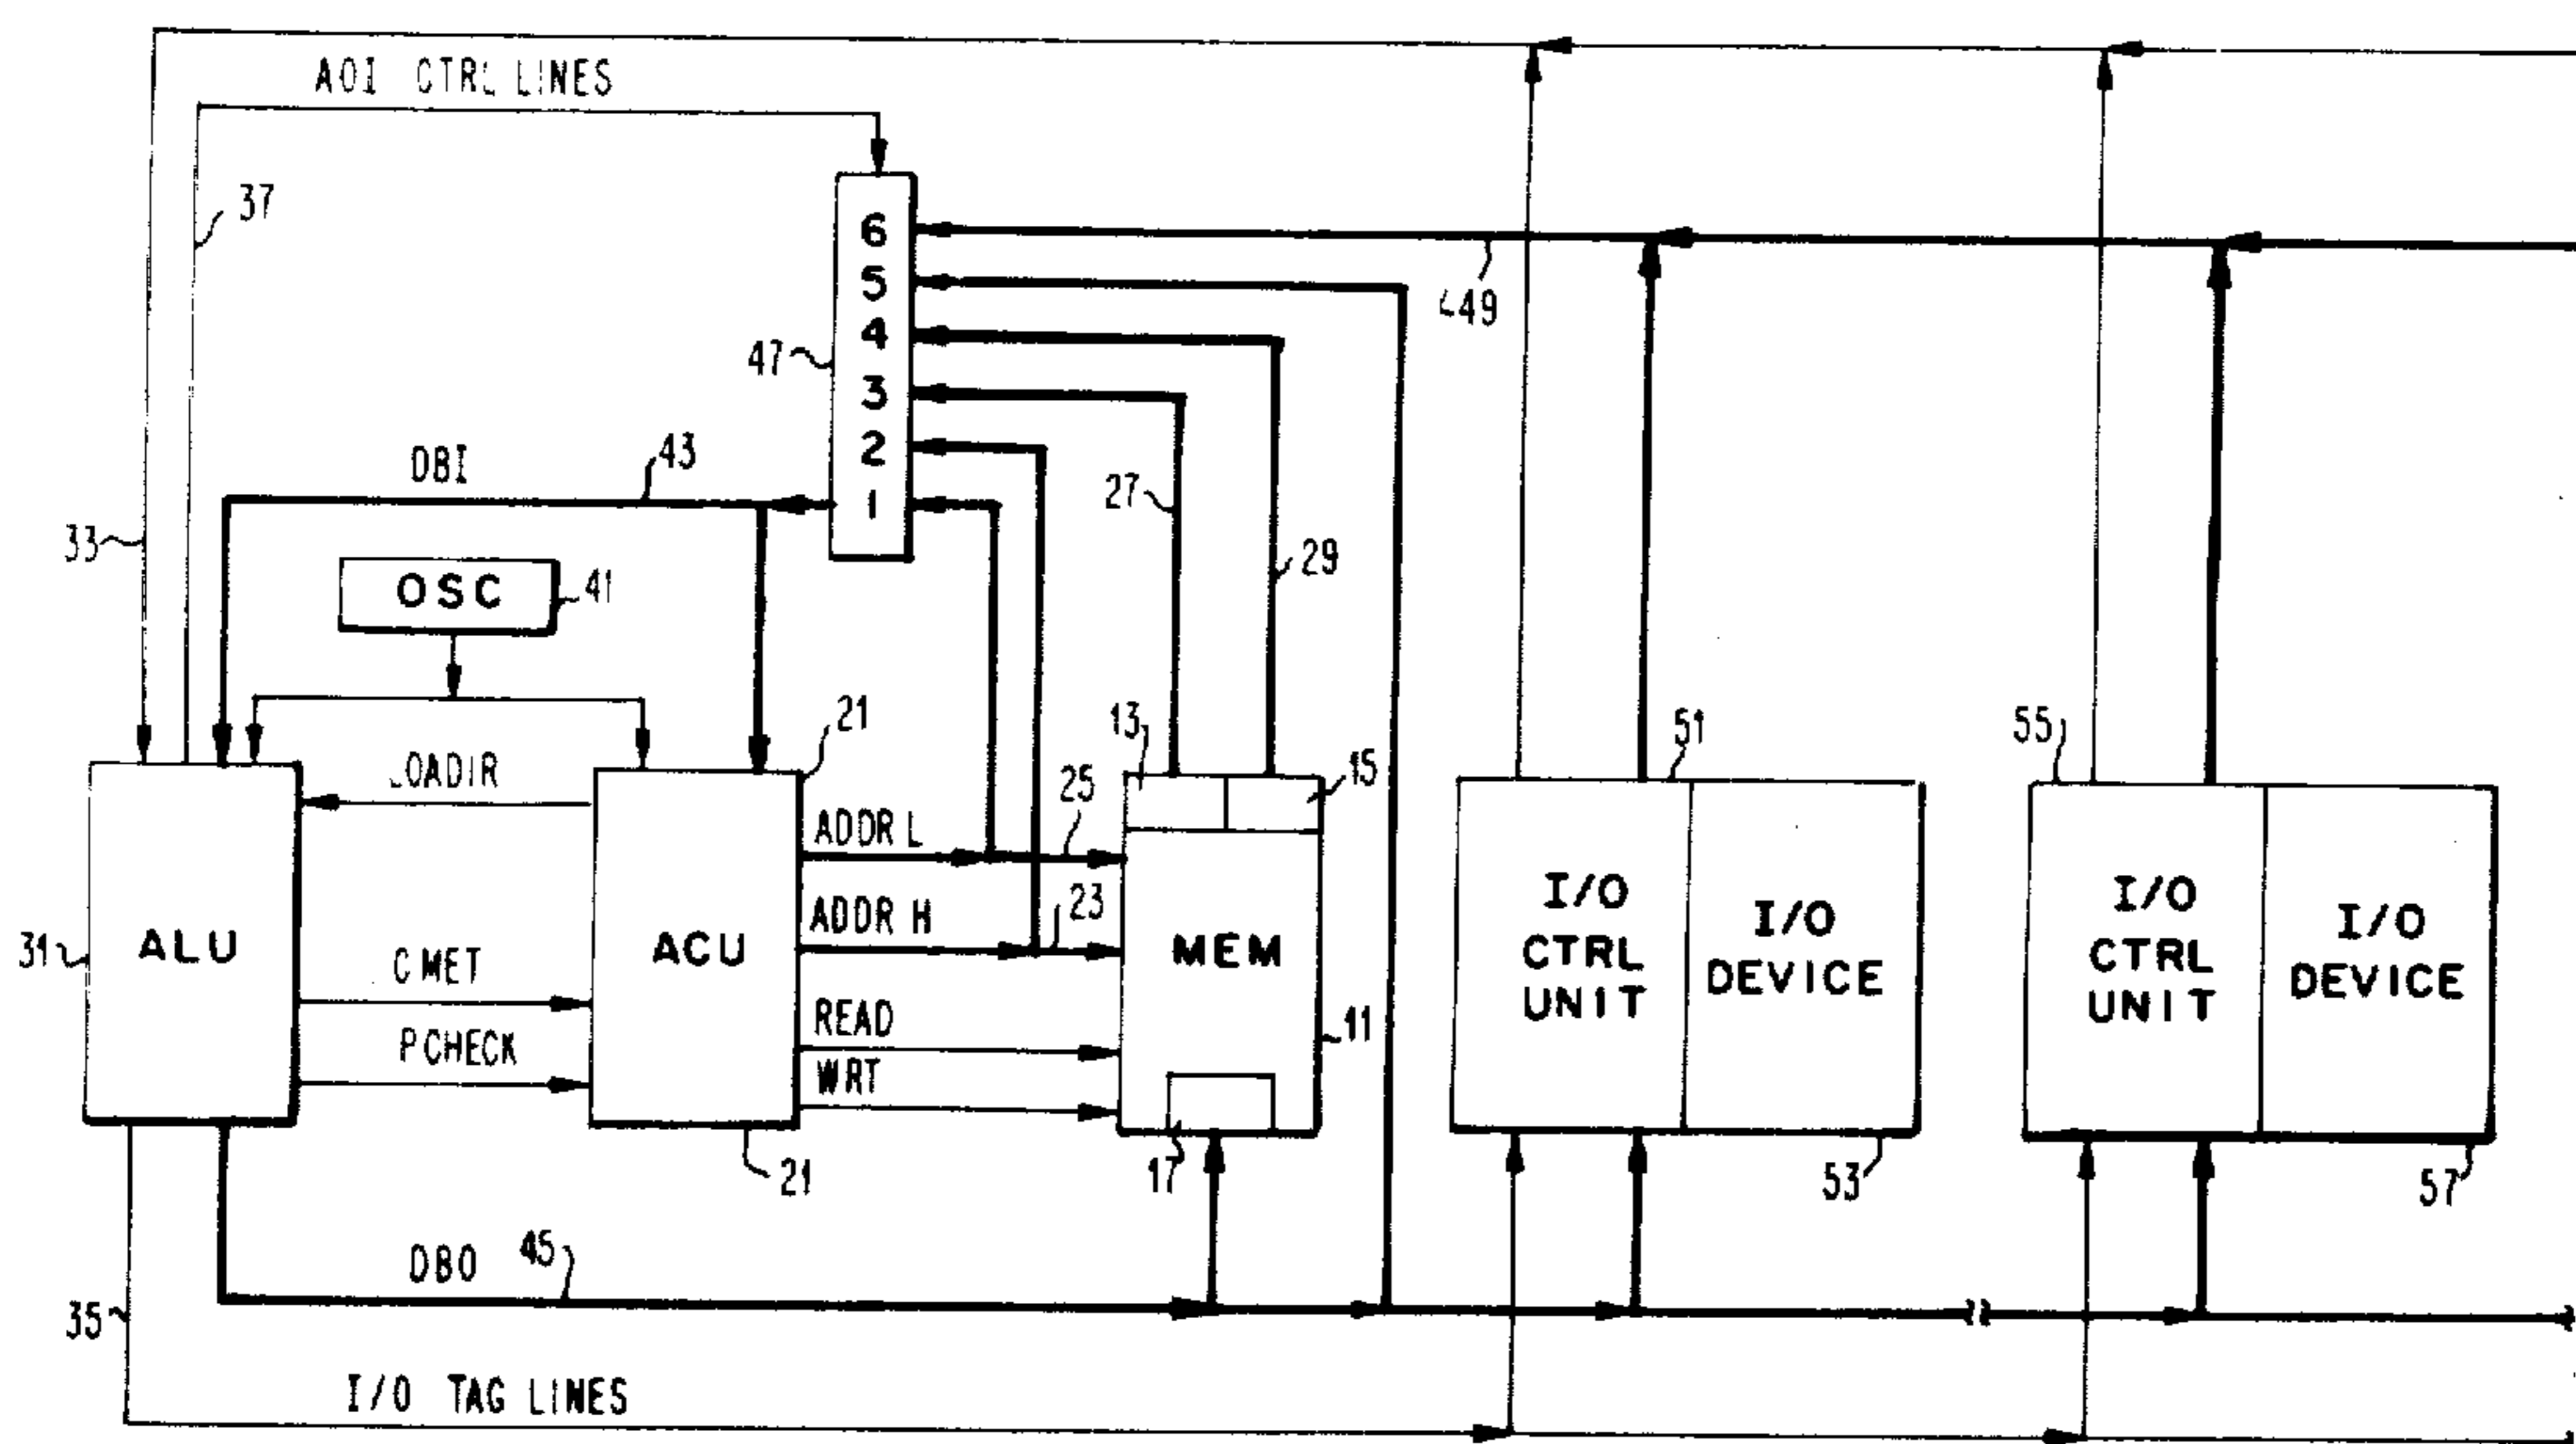 AOI CTRL LINES
37
6
5
449
4
47
3
2
43
DBI
27
1
33
29
OSC
41
21
13
51
55
LOADIR
15
25
ADDR L
I/O CTRL UNIT
I/O DEVICE
I/O CTRL UNIT
I/O DEVICE
ADDR H
23
31
ALU
ACU
MEM
C MET
READ
11
P CHECK
WRT
21
17
53
57
DBO
45
35
I/O TAG LINES